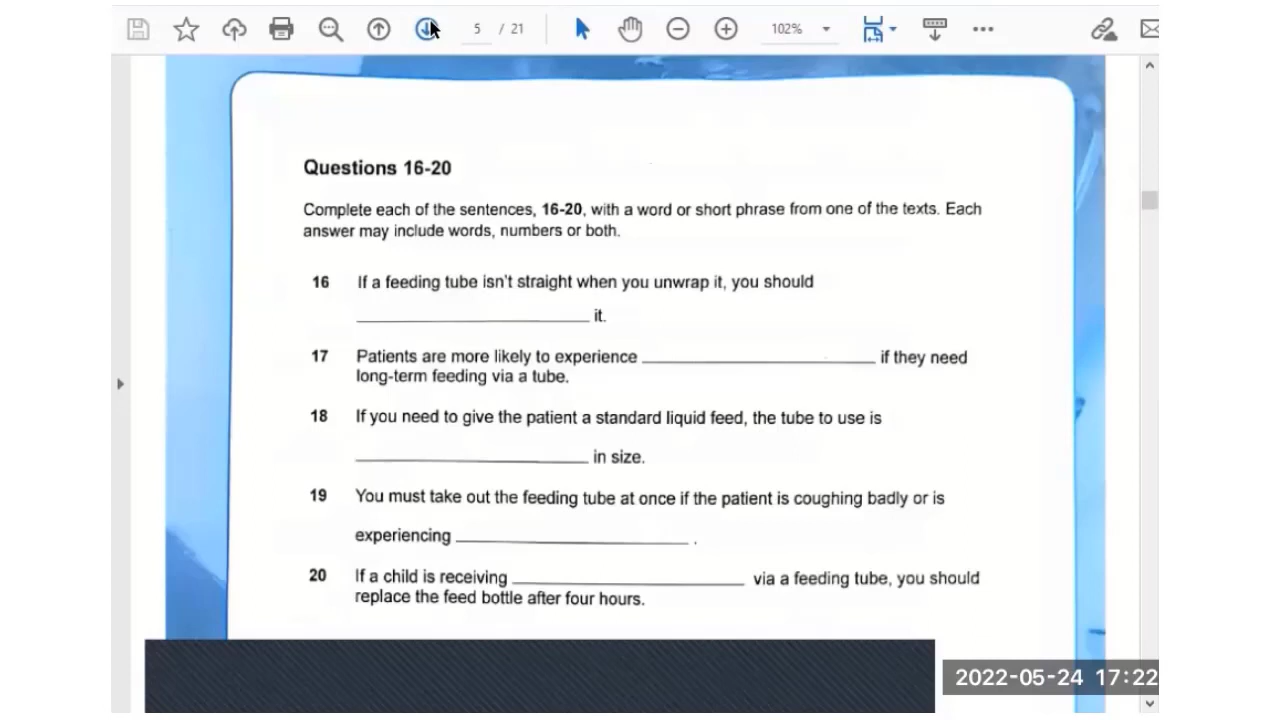 5 / 21
102%
Questions 16-20
Complete each of the sentences, 16-20, with a word or short phrase from one of the texts. Each
answer may include words, numbers or both.
16 If a feeding tube isn't straight when you unwrap it, you should
______ it.
17 Patients are more likely to experience ______ if they need
long-term feeding via a tube.
18 If you need to give the patient a standard liquid feed, the tube to use is
______ in size.
19 You must take out the feeding tube at once if the patient is coughing badly or is
experiencing ______ .
20 If a child is receiving ______ via a feeding tube, you should
replace the feed bottle after four hours.
2022-05-24 17:22